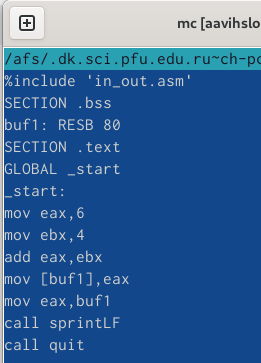 mc [aavihslo
/afs/.dk.sci.pfu.edu.ru~ch-pc
%include 'in_out.asm'
SECTION .bss
buf1: RESB 80
SECTION .text
GLOBAL _start
_start:
mov eax,6
mov ebx,4
add eax,ebx
mov [buf1],eax
mov eax,buf1
call sprintLF
call quit